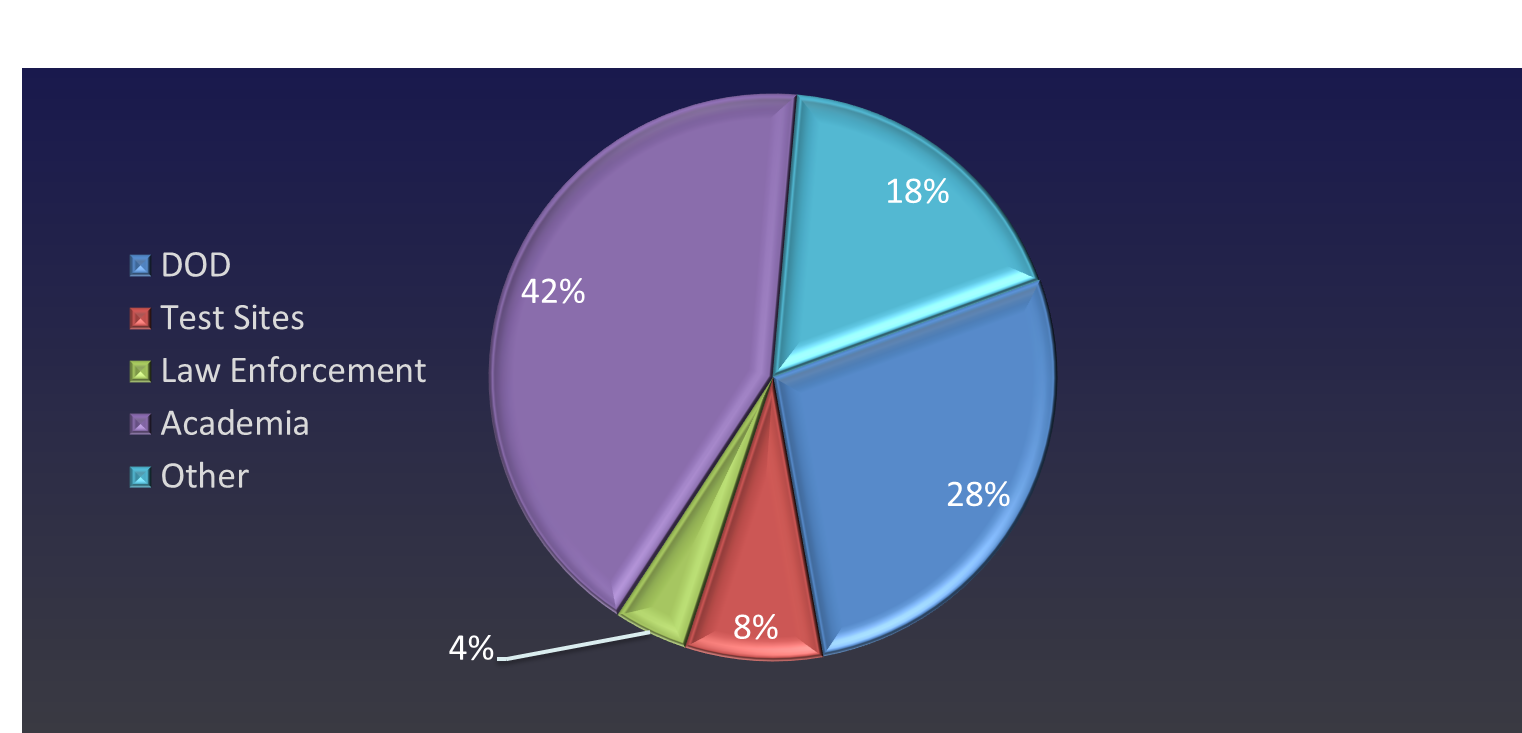 DOD
Test Sites
Law Enforcement
Academia
Other
18%
42%
28%
8%
4%